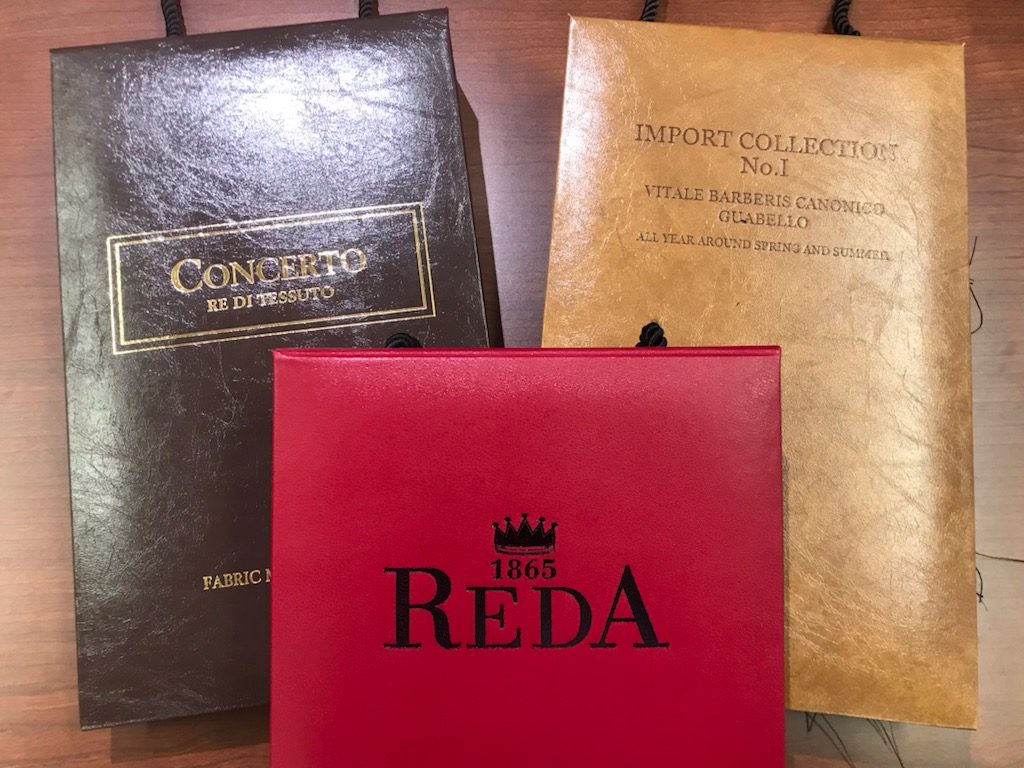 CONCERTO
RE DI TESSUTO
FABRIC
IMPORT COLLECTION
No.I
VITALE BARBERIS CANONICO
GUABELLO
ALL YEAR AROUND SPRING AND SUMMER
1865
REDA